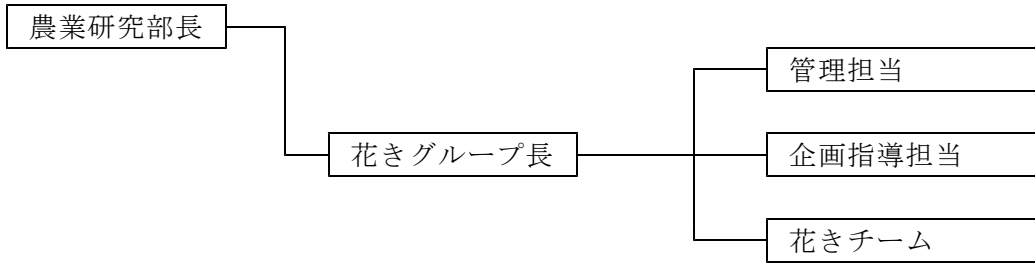 農業研究部長
花きグループ長
管理担当
企画指導担当
花きチーム